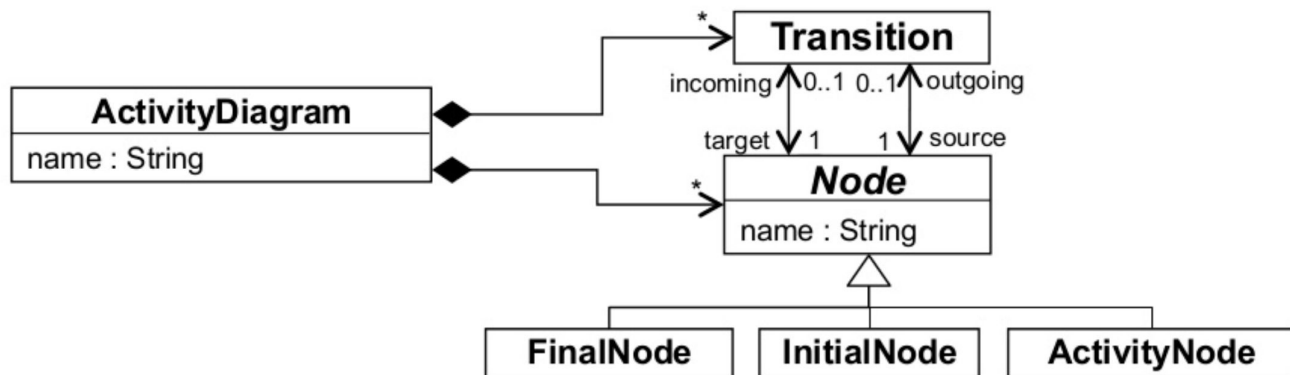 *
Transition
incoming 0..1 0..1 outgoing
ActivityDiagram
name : String
target 1 1 source
*
Node
name : String
FinalNode
InitialNode
ActivityNode